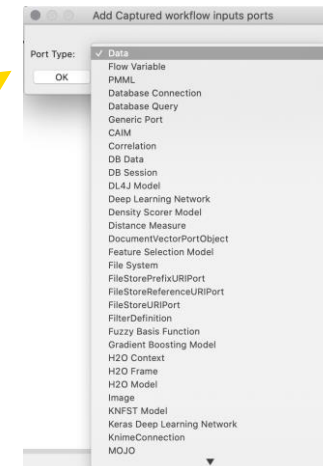 Add Captured workflow inputs ports
Port Type:
✓ Data
OK
Flow Variable
PMML
Database Connection
Database Query
Generic Port
CAIM
Correlation
DB Data
DB Session
DL4J Model
Deep Learning Network
Density Scorer Model
Distance Measure
DocumentVectorPortObject
Feature Selection Model
File System
FileStorePrefixURIPort
FileStoreReferenceURIPort
FileStoreURIPort
FilterDefinition
Fuzzy Basis Function
Gradient Boosting Model
H2O Context
H2O Frame
H2O Model
Image
KNFST Model
Keras Deep Learning Network
KnimeConnection
MOJO